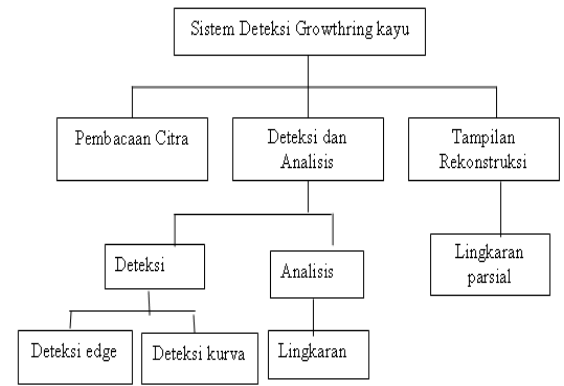 Sistem Deteksi Growthring kayu
Pembacaan Citra
Deteksi dan
Analisis
Tampilan
Rekonstruksi
Deteksi
Analisis
Lingkaran
parsial
Deteksi edge
Deteksi kurva
Lingkaran